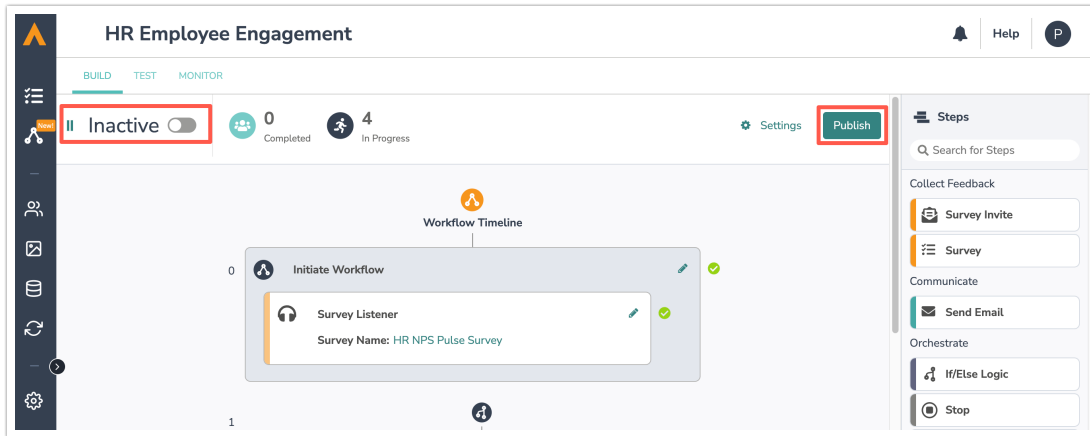 HR Employee Engagement
Help
P
BUILD
TEST
MONITOR
New!
Inactive
0
Completed
4
In Progress
Settings
Publish
Steps
Search for Steps
Workflow Timeline
Collect Feedback
Survey Invite
Survey
0
Initiate Workflow
Survey Listener
Survey Name: HR NPS Pulse Survey
Communicate
Send Email
Orchestrate
If/Else Logic
Stop
1